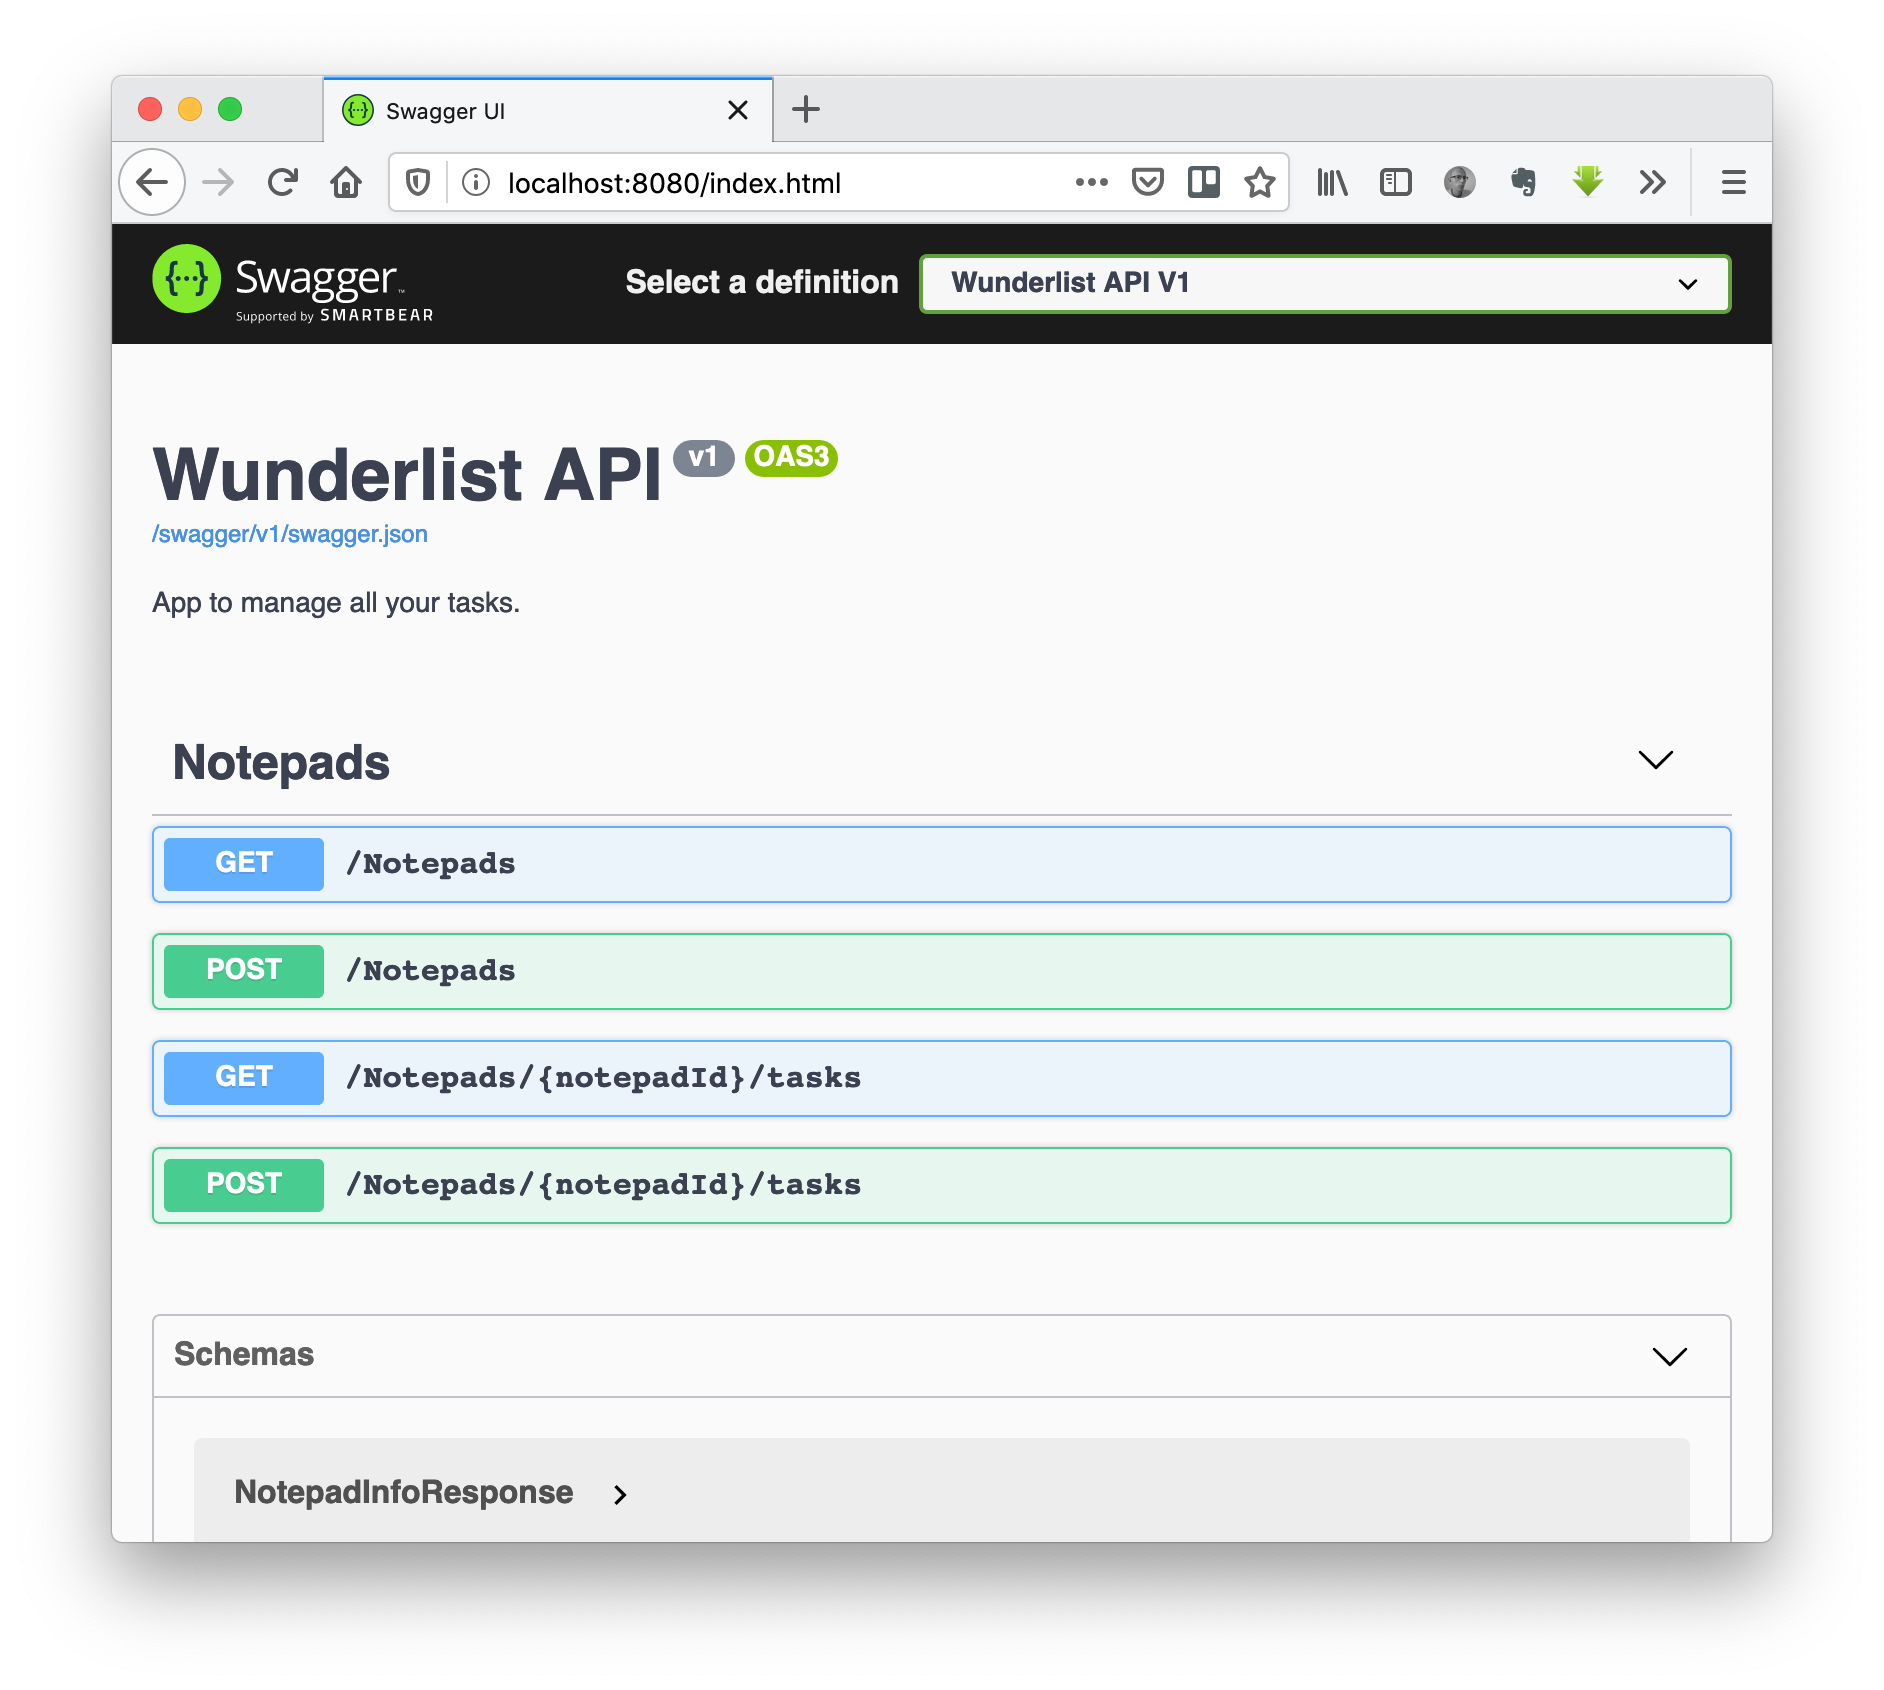 Swagger UI
localhost:8080/index.html
{···} Swagger™
Supported by SMARTBEAR
Select a definition
Wunderlist API V1
Wunderlist API v1 OAS3
/swagger/v1/swagger.json
App to manage all your tasks.
Notepads
GET /Notepads
POST /Notepads
GET /Notepads/{notepadId}/tasks
POST /Notepads/{notepadId}/tasks
Schemas
NotepadInfoResponse